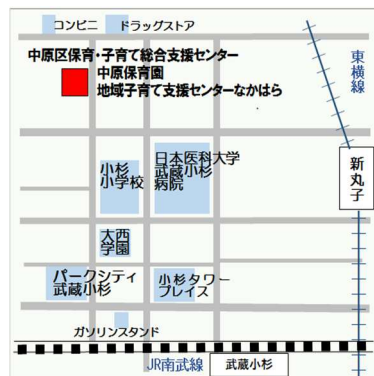 コンビニ ドラッグストア
中原区保育・子育て総合支援センター
中原保育園
地域子育て支援センターなかはら
東横線
新丸子
小杉
小学校
日本医科大学
武蔵小杉
病院
大西
学園
パークシティ
武蔵小杉
小杉タワー
プレイス
ガソリンスタンド
JR南武線 武蔵小杉